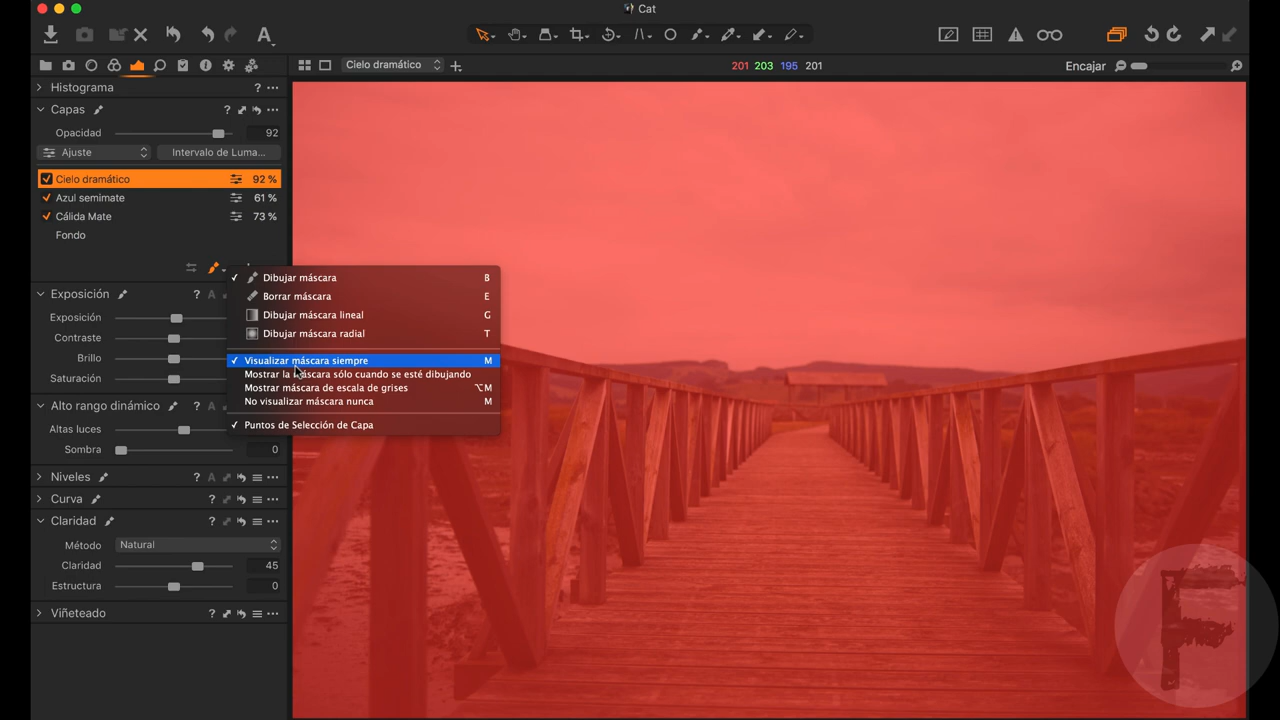 Cat
Cielo dramático
201 203 195 201
Encajar
Histograma
?
Capas
?
Opacidad
92
Ajuste
Intervalo de Luma...
Cielo dramático 92 %
Azul semimate 61 %
Cálida Mate 73 %
Fondo
Dibujar máscara B
Borrar máscara E
Dibujar máscara lineal G
Dibujar máscara radial T
Visualizar máscara siempre M
Mostrar la máscara sólo cuando se esté dibujando
Mostrar máscara de escala de grises ⌥M
No visualizar máscara nunca M
Puntos de Selección de Capa
Exposición ? A
Exposición
Contraste
Brillo
Saturación
Alto rango dinámico ? A
Altas luces
Sombra 0
Niveles ? A
Curva ?
Claridad ?
Método Natural
Claridad 45
Estructura 0
Viñeteado ?
F